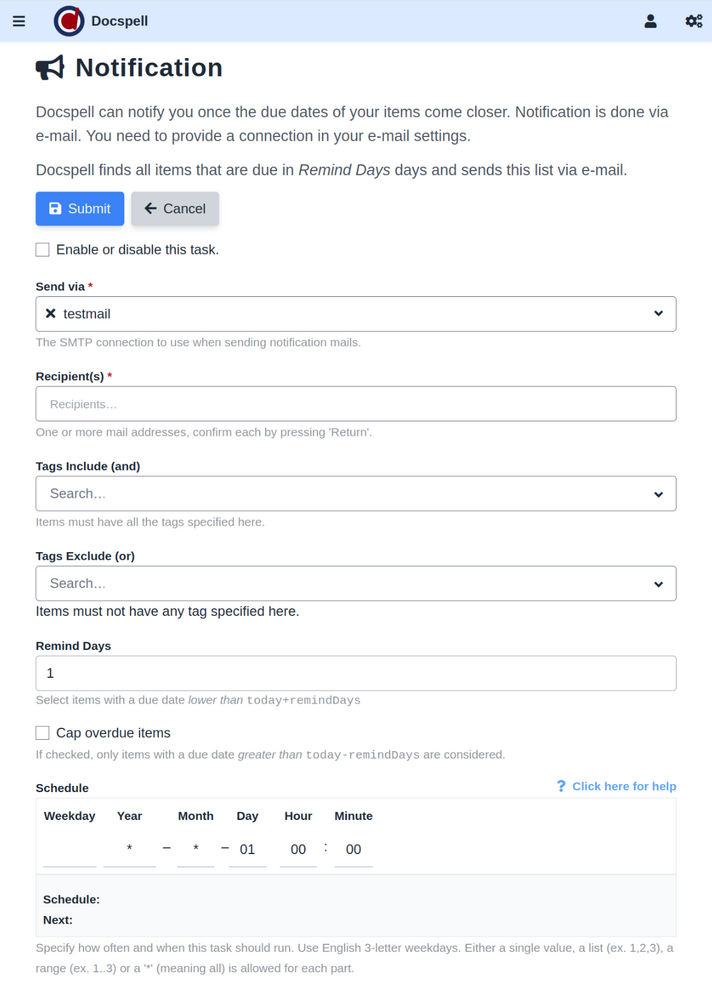 Docspell
Notification
Docspell can notify you once the due dates of your items come closer. Notification is done via
e-mail. You need to provide a connection in your e-mail settings.
Docspell finds all items that are due in Remind Days days and sends this list via e-mail.
Submit Cancel
Enable or disable this task.
Send via *
testmail
The SMTP connection to use when sending notification mails.
Recipient(s) *
Recipients…
One or more mail addresses, confirm each by pressing 'Return'.
Tags Include (and)
Search…
Items must have all the tags specified here.
Tags Exclude (or)
Search…
Items must not have any tag specified here.
Remind Days
1
Select items with a due date lower than today+remindDays
Cap overdue items
If checked, only items with a due date greater than today-remindDays are considered.
Schedule ? Click here for help
Weekday Year Month Day Hour Minute
* – * – 01 00 : 00
Schedule:
Next:
Specify how often and when this task should run. Use English 3-letter weekdays. Either a single value, a list (ex. 1,2,3), a
range (ex. 1..3) or a '*' (meaning all) is allowed for each part.